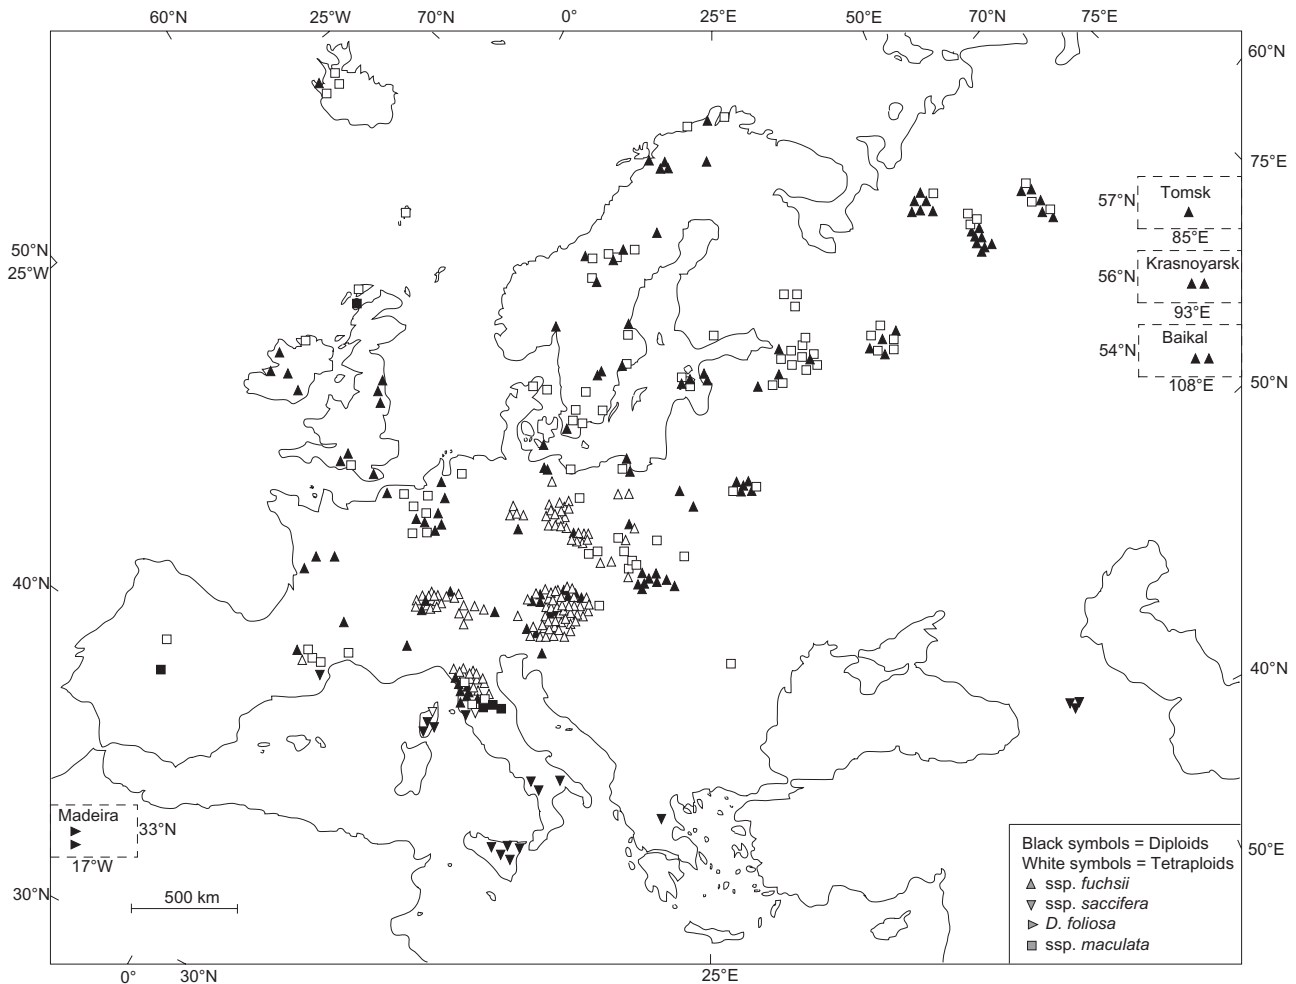 60°N 25°W 70°N 0° 25°E 50°E 70°N 75°E
60°N
75°E
57°N Tomsk
85°E
50°N
25°W
56°N Krasnoyarsk
93°E
54°N Baikal
108°E
50°N
40°N
40°N
Madeira
33°N
17°W
50°E
30°N
500 km
Black symbols = Diploids
White symbols = Tetraploids
ssp. fuchsii
ssp. saccifera
D. foliosa
ssp. maculata
0° 30°N 25°E